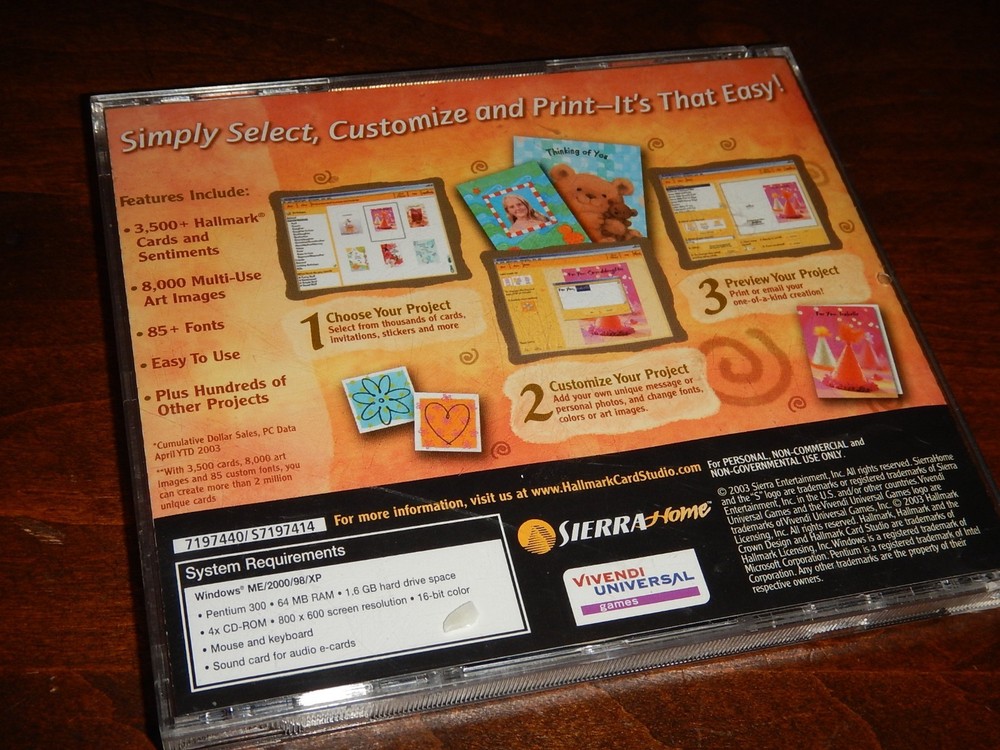 Simply Select, Customize and Print—It's That Easy!
Features Include:
• 3,500+ Hallmark®
Cards and
Sentiments
• 8,000 Multi-Use
Art Images
• 85+ Fonts
• Easy To Use
• Plus Hundreds of
Other Projects
*Cumulative Dollar Sales, PC Data
April YTD 2003
**With 3,500 cards, 8,000 art
images and 85 custom fonts, you
can create more than 2 million
unique cards
Thinking of You
1 Choose Your Project
Select from thousands of cards,
invitations, stickers and more
2 Customize Your Project
Add your own unique message or
personal photos, and change fonts,
colors or art images.
3 Preview Your Project
Print or email your
one-of-a-kind creation!
For more information, visit us at www.HallmarkCardStudio.com
7197440/S7197414
System Requirements
Windows® ME/2000/98/XP
• Pentium 300 • 64 MB RAM • 1.6 GB hard drive space
• 4x CD-ROM • 800 x 600 screen resolution • 16-bit color
• Mouse and keyboard
• Sound card for audio e-cards
SIERRA Home™
VIVENDI
UNIVERSAL
games
For PERSONAL, NON-COMMERCIAL and
NON-GOVERNMENTAL USE ONLY.
© 2003 Sierra Entertainment, Inc. All rights reserved. SierraHome
and the "S" logo are trademarks or registered trademarks of Sierra
Entertainment, Inc. in the U.S. and/or other countries. Vivendi
Universal Games and the Vivendi Universal Games logo are
trademarks of Vivendi Universal Games, Inc. © 2003 Hallmark
Licensing, Inc. All rights reserved. Hallmark, Hallmark and the
Crown Design and Hallmark Card Studio are trademarks of
Hallmark Licensing, Inc. Windows is a registered trademark of
Microsoft Corporation. Pentium is a registered trademark of Intel
Corporation. Any other trademarks are the property of their
respective owners.